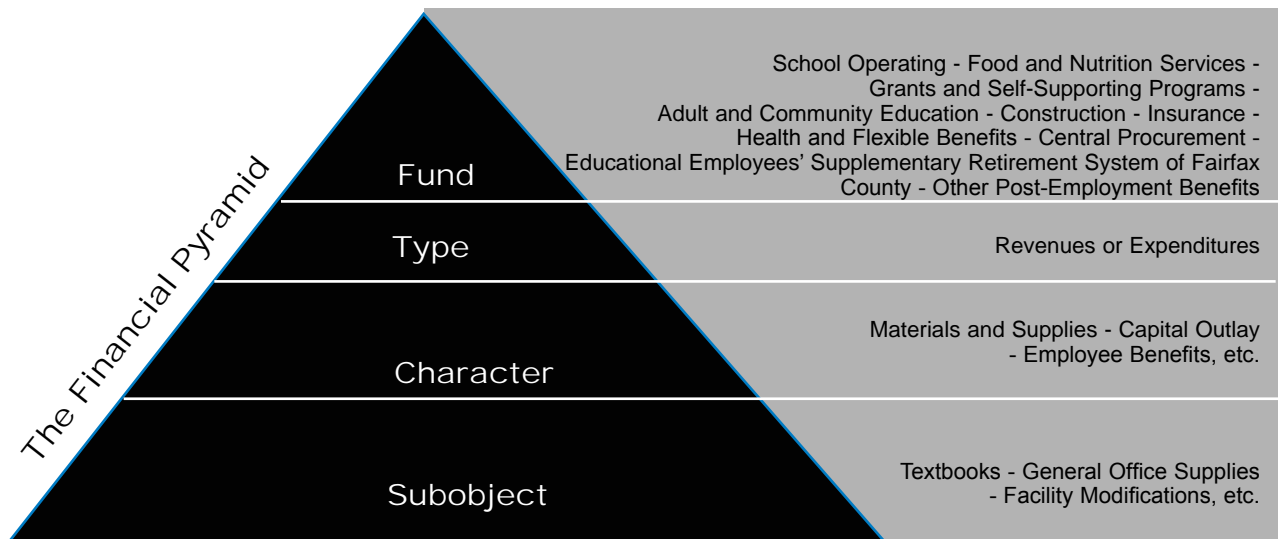 The Financial Pyramid
School Operating - Food and Nutrition Services -
Grants and Self-Supporting Programs -
Adult and Community Education - Construction - Insurance -
Health and Flexible Benefits - Central Procurement -
Educational Employees’ Supplementary Retirement System of Fairfax
County - Other Post-Employment Benefits
Fund
Type
Revenues or Expenditures
Character
Materials and Supplies - Capital Outlay
- Employee Benefits, etc.
Subobject
Textbooks - General Office Supplies
- Facility Modifications, etc.